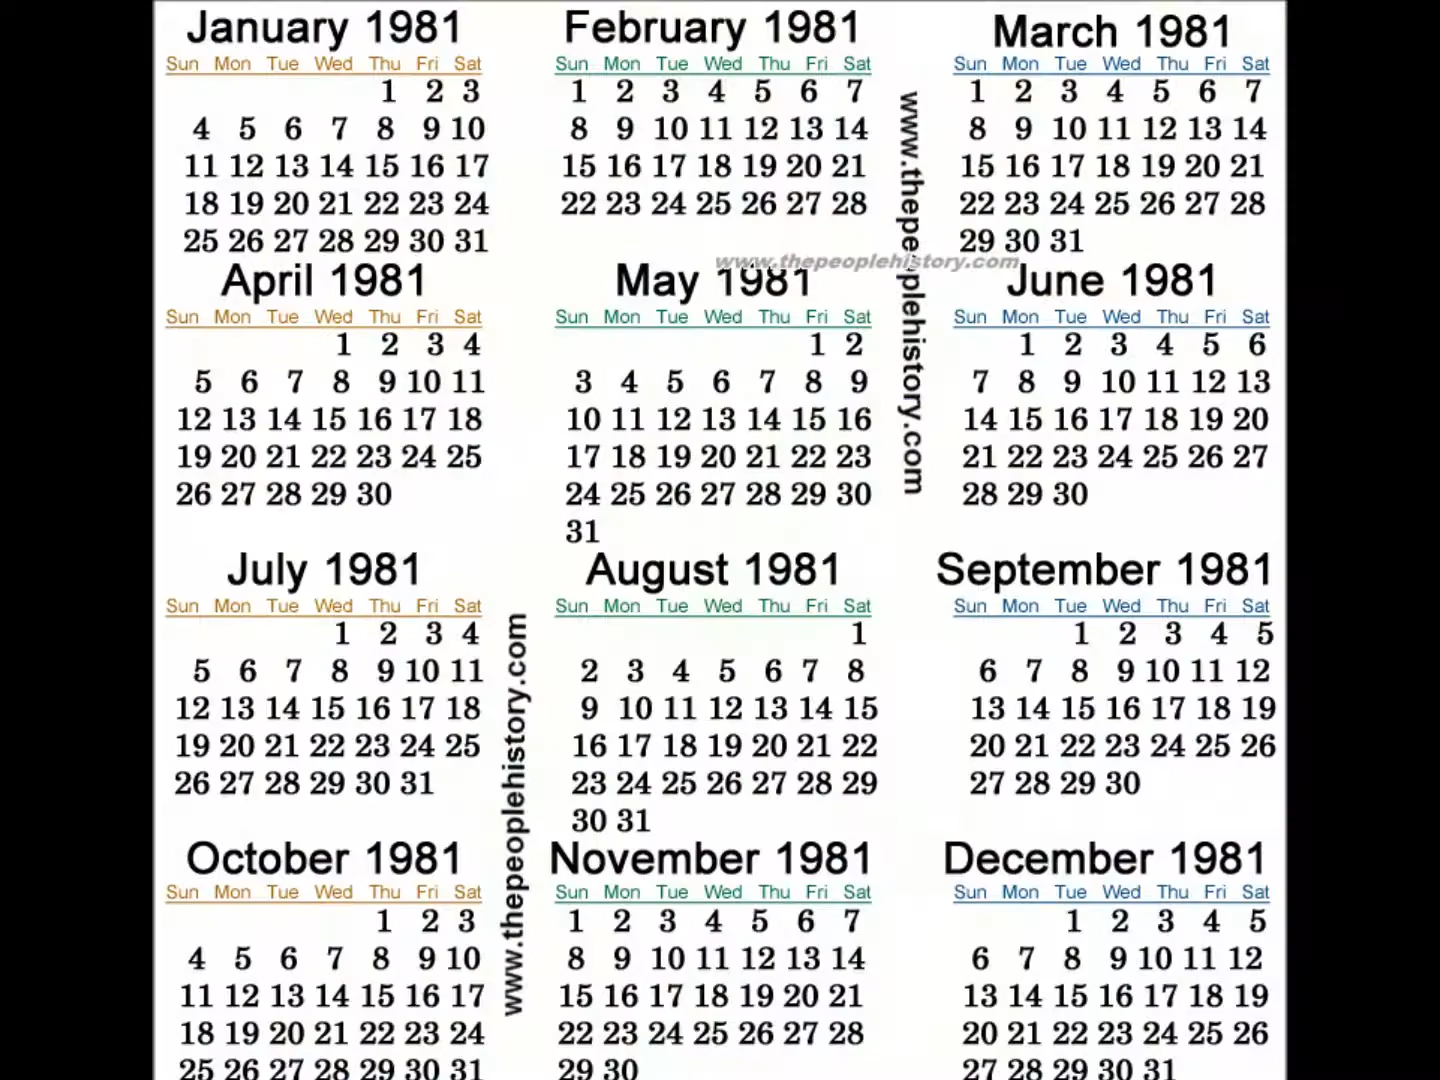 January 1981
Sun Mon Tue Wed Thu Fri Sat
1 2 3
4 5 6 7 8 9 10
11 12 13 14 15 16 17
18 19 20 21 22 23 24
25 26 27 28 29 30 31
February 1981
Sun Mon Tue Wed Thu Fri Sat
1 2 3 4 5 6 7
8 9 10 11 12 13 14
15 16 17 18 19 20 21
22 23 24 25 26 27 28
March 1981
Sun Mon Tue Wed Thu Fri Sat
1 2 3 4 5 6 7
8 9 10 11 12 13 14
15 16 17 18 19 20 21
22 23 24 25 26 27 28
29 30 31
www.thepeoplehistory.com
www.thepeoplehistory.com
April 1981
Sun Mon Tue Wed Thu Fri Sat
1 2 3 4
5 6 7 8 9 10 11
12 13 14 15 16 17 18
19 20 21 22 23 24 25
26 27 28 29 30
May 1981
Sun Mon Tue Wed Thu Fri Sat
1 2
3 4 5 6 7 8 9
10 11 12 13 14 15 16
17 18 19 20 21 22 23
24 25 26 27 28 29 30
31
June 1981
Sun Mon Tue Wed Thu Fri Sat
1 2 3 4 5 6
7 8 9 10 11 12 13
14 15 16 17 18 19 20
21 22 23 24 25 26 27
28 29 30
July 1981
Sun Mon Tue Wed Thu Fri Sat
1 2 3 4
5 6 7 8 9 10 11
12 13 14 15 16 17 18
19 20 21 22 23 24 25
26 27 28 29 30 31
www.thepeoplehistory.com
August 1981
Sun Mon Tue Wed Thu Fri Sat
1
2 3 4 5 6 7 8
9 10 11 12 13 14 15
16 17 18 19 20 21 22
23 24 25 26 27 28 29
30 31
September 1981
Sun Mon Tue Wed Thu Fri Sat
1 2 3 4 5
6 7 8 9 10 11 12
13 14 15 16 17 18 19
20 21 22 23 24 25 26
27 28 29 30
October 1981
Sun Mon Tue Wed Thu Fri Sat
1 2 3
4 5 6 7 8 9 10
11 12 13 14 15 16 17
18 19 20 21 22 23 24
25 26 27 28 29 30 31
November 1981
Sun Mon Tue Wed Thu Fri Sat
1 2 3 4 5 6 7
8 9 10 11 12 13 14
15 16 17 18 19 20 21
22 23 24 25 26 27 28
29 30
December 1981
Sun Mon Tue Wed Thu Fri Sat
1 2 3 4 5
6 7 8 9 10 11 12
13 14 15 16 17 18 19
20 21 22 23 24 25 26
27 28 29 30 31